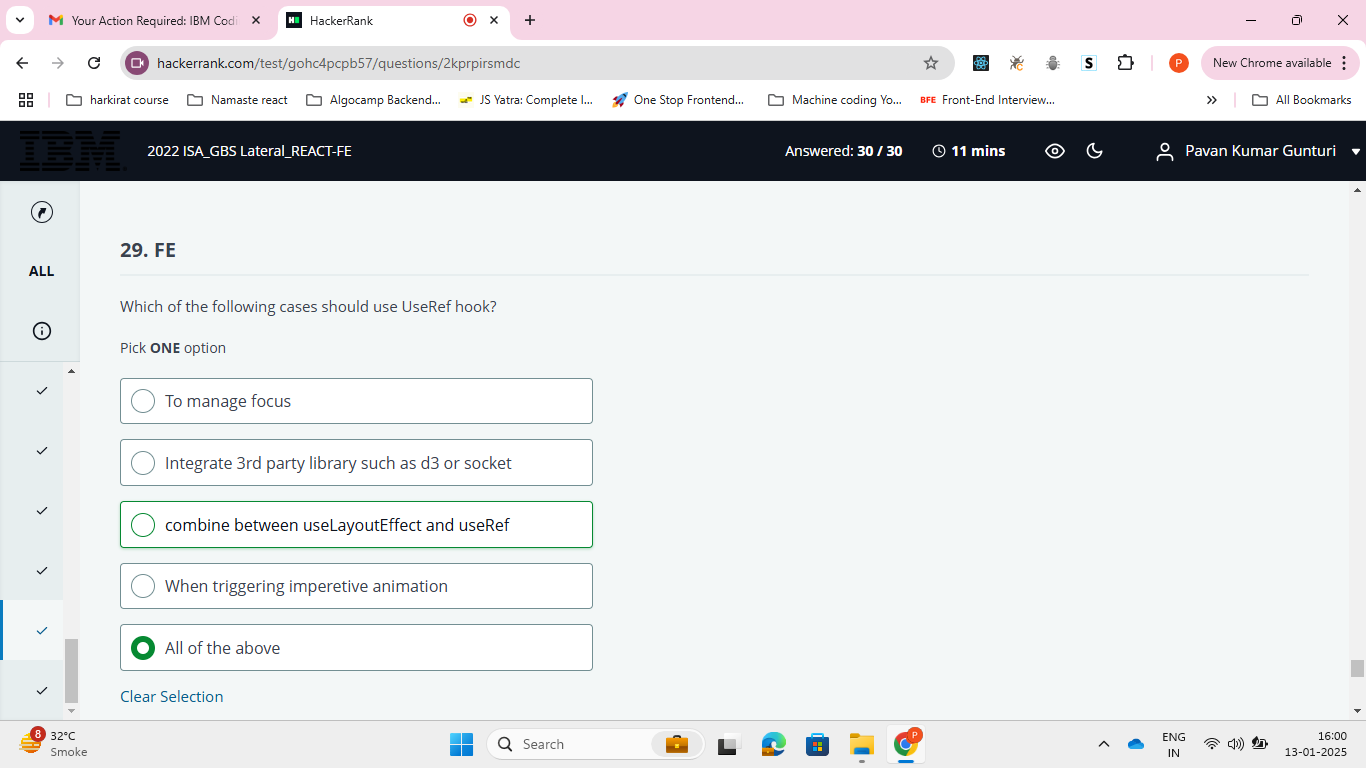 Your Action Required: IBM Codi
HackerRank
hackerrank.com/test/gohc4pcpb57/questions/2kprpirsmdc
S
P
New Chrome available
harkirat course
Namaste react
Algocamp Backend...
JS Yatra: Complete I...
One Stop Frontend...
Machine coding Yo...
BFE Front-End Interview...
All Bookmarks
IBM
2022 ISA_GBS Lateral_REACT-FE
Answered: 30 / 30
11 mins
Pavan Kumar Gunturi
ALL
29. FE
Which of the following cases should use UseRef hook?
Pick ONE option
To manage focus
Integrate 3rd party library such as d3 or socket
combine between useLayoutEffect and useRef
When triggering imperetive animation
All of the above
Clear Selection
8
32°C
Smoke
Search
P
ENG
IN
16:00
13-01-2025